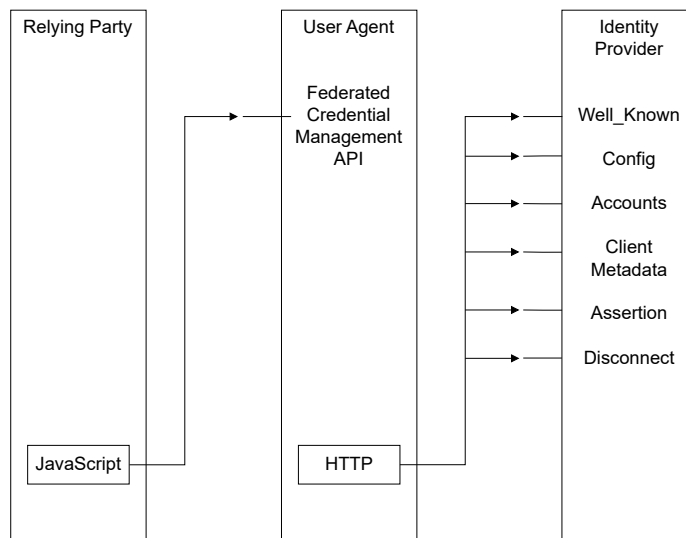 Relying Party
User Agent
Identity
Provider
Federated
Credential
Management
API
Well_Known
Config
Accounts
Client
Metadata
Assertion
Disconnect
JavaScript
HTTP